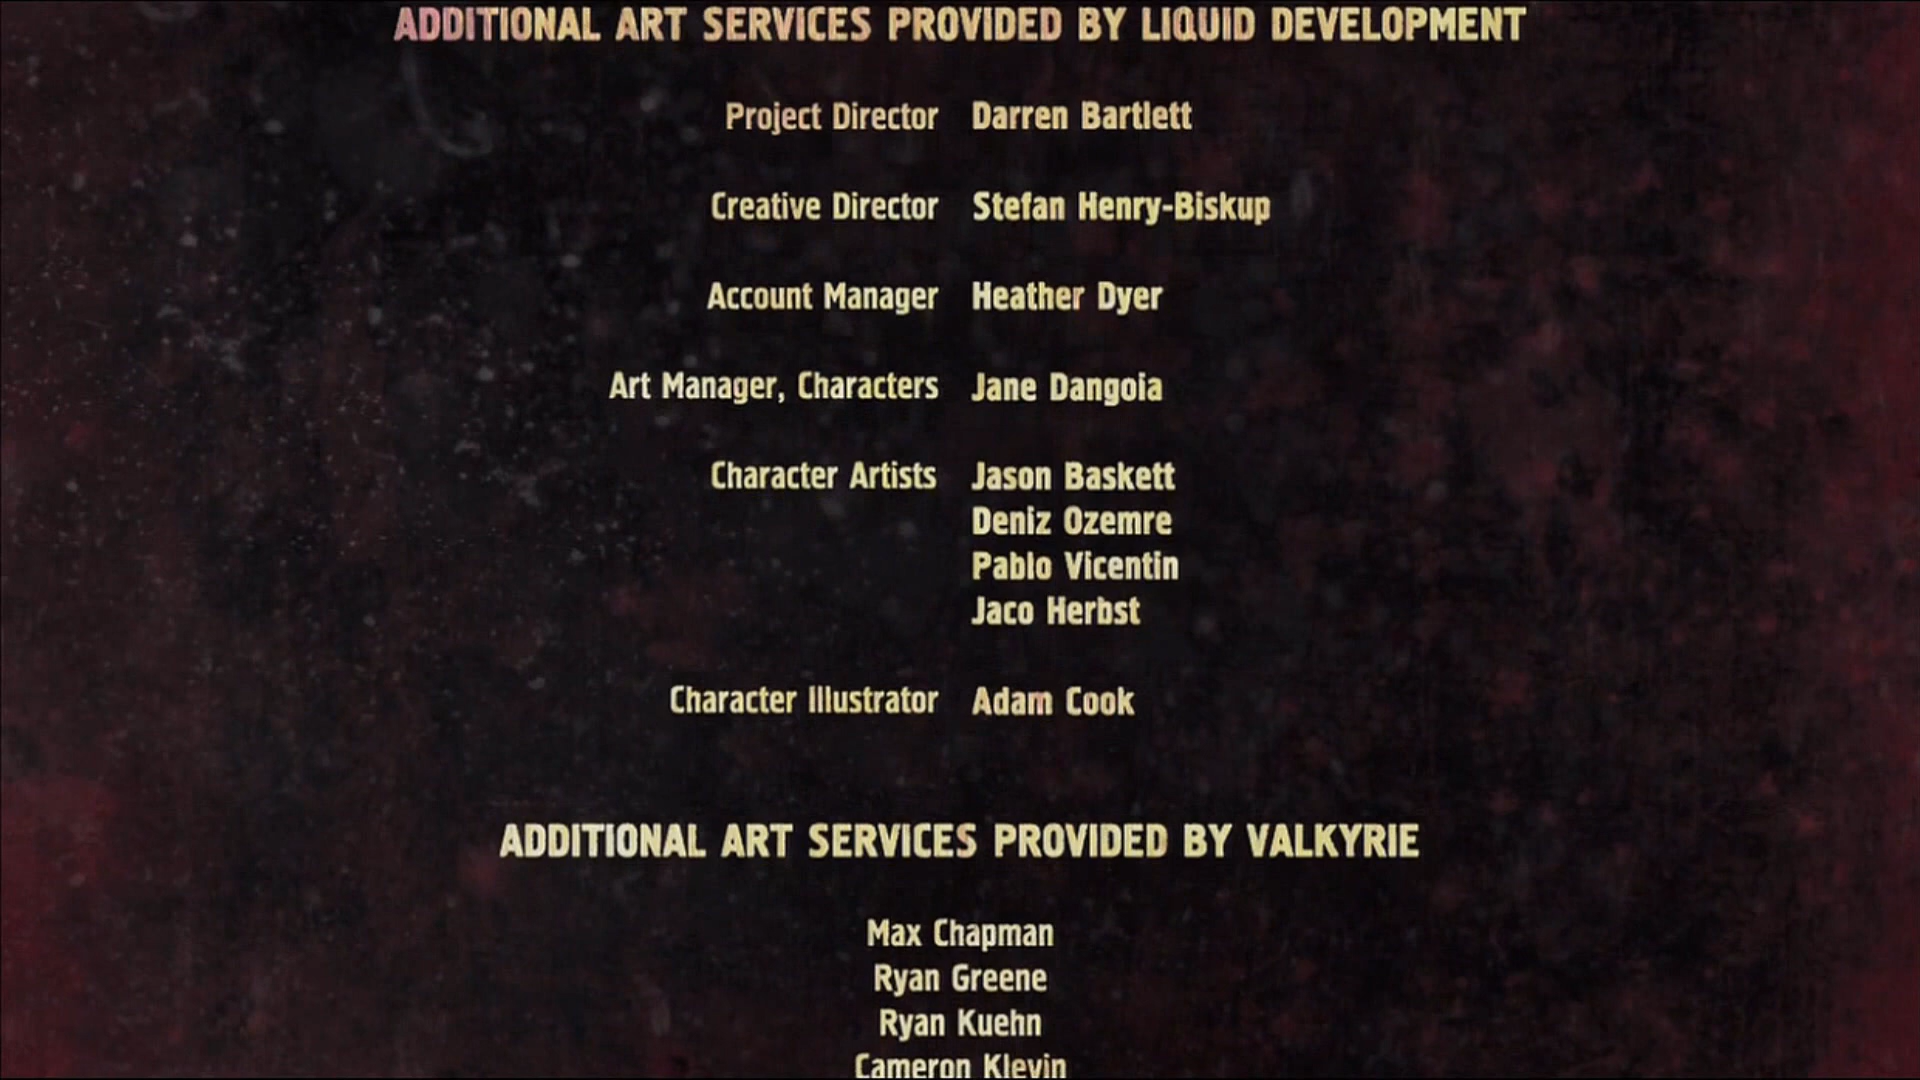 ADDITIONAL ART SERVICES PROVIDED BY LIQUID DEVELOPMENT
Project Director Darren Bartlett
Creative Director Stefan Henry-Biskup
Account Manager Heather Dyer
Art Manager, Characters Jane Dangoia
Character Artists Jason Baskett
Deniz Ozemre
Pablo Vicentin
Jaco Herbst
Character Illustrator Adam Cook
ADDITIONAL ART SERVICES PROVIDED BY VALKYRIE
Max Chapman
Ryan Greene
Ryan Kuehn
Cameron Klevin